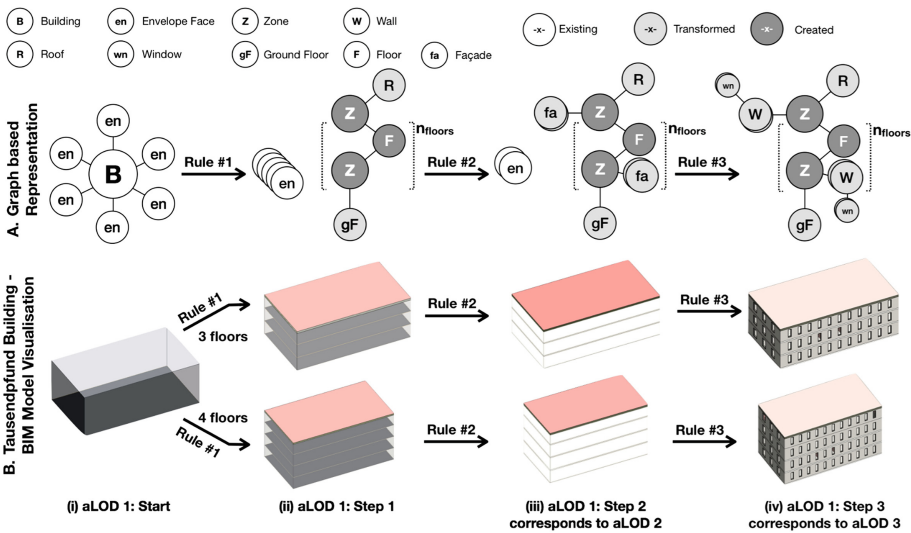 B Building
en Envelope Face
Z Zone
W Wall
-x- Existing
-x- Transformed
-x- Created
R Roof
wn Window
gF Ground Floor
F Floor
fa Façade
A. Graph based
Representation
en
en
en
B
en
en
en
Rule #1
en
R
Z
F
Z
gF
nfloors
Rule #2
en
fa
R
Z
F
Z
fa
gF
nfloors
Rule #3
wn
W
R
Z
F
Z
W
wn
gF
nfloors
B. Tausendpfund Building -
BIM Model Visualisation
Rule #1
3 floors
Rule #2
Rule #3
4 floors
Rule #1
Rule #2
Rule #3
(i) aLOD 1: Start
(ii) aLOD 1: Step 1
(iii) aLOD 1: Step 2
corresponds to aLOD 2
(iv) aLOD 1: Step 3
corresponds to aLOD 3